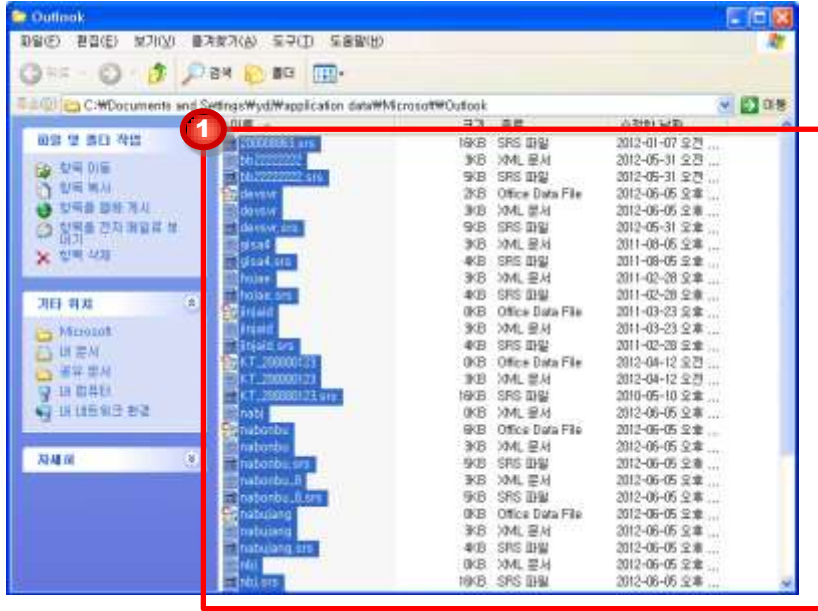 Outlook
파일(F) 편집(E) 보기(V) 즐겨찾기(A) 도구(T) 도움말(H)
검색 폴더
주소(D) C:₩Documents and Settings₩ydj₩application data₩Microsoft₩Outlook 이동
1
파일 및 폴더 작업
항목 이동
항목 복사
항목을 웹에 게시
항목을 전자 메일로 보
내기
항목 삭제
기타 위치
Microsoft
내 문서
공유 문서
내 컴퓨터
내 네트워크 환경
자세히
이름 크기 종류 수정한 날짜
200008063.srs 16KB SRS 파일 2012-01-07 오전 ...
bb22222222 3KB XML 문서 2012-05-31 오전 ...
bb22222222.srs 5KB SRS 파일 2012-05-31 오전 ...
devsvr 2KB Office Data File 2012-06-05 오후 ...
devsvr 3KB XML 문서 2012-06-05 오후 ...
devsvr.srs 5KB SRS 파일 2012-05-31 오후 ...
gisa4 3KB XML 문서 2011-08-05 오후 ...
gisa4.srs 4KB SRS 파일 2011-08-05 오후 ...
hojae 3KB XML 문서 2011-02-28 오후 ...
hojae.srs 4KB SRS 파일 2011-02-28 오후 ...
jinjaid 0KB Office Data File 2011-03-23 오후 ...
jinjaid 3KB XML 문서 2011-03-23 오후 ...
jinjaid.srs 4KB SRS 파일 2011-02-28 오후 ...
KT_200000123 0KB Office Data File 2012-04-12 오전 ...
KT_200000123 3KB XML 문서 2012-04-12 오전 ...
KT_200000123.srs 16KB SRS 파일 2010-05-10 오후 ...
nabi 0KB XML 문서 2012-06-05 오후 ...
nabonbu 6KB Office Data File 2012-06-05 오후 ...
nabonbu 3KB XML 문서 2012-06-05 오후 ...
nabonbu.srs 5KB SRS 파일 2012-06-05 오후 ...
nabonbu_8 3KB XML 문서 2012-06-05 오후 ...
nabonbu_8.srs 5KB SRS 파일 2012-06-05 오후 ...
nabujang 0KB Office Data File 2012-06-05 오후 ...
nabujang 3KB XML 문서 2012-06-05 오후 ...
nabujang.srs 4KB SRS 파일 2012-06-05 오후 ...
nbj 0KB XML 문서 2012-06-05 오후 ...
nbj.srs 16KB SRS 파일 2012-06-05 오후 ...